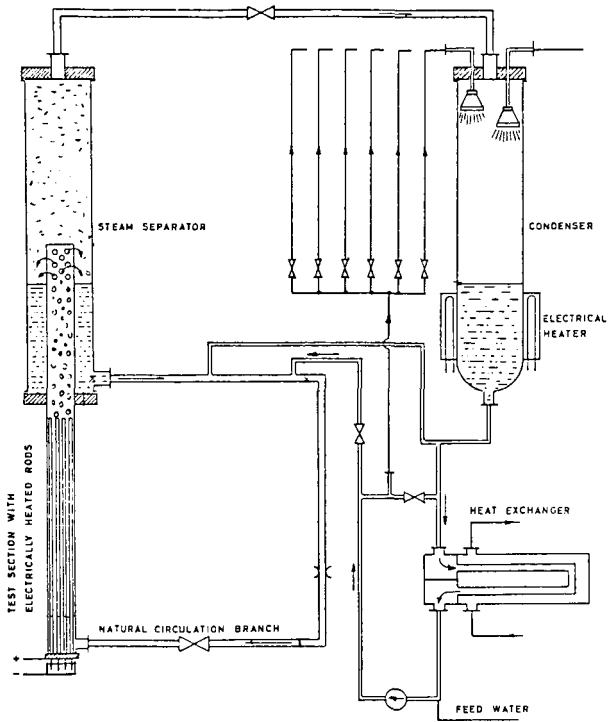 STEAM SEPARATOR
CONDENSER
ELECTRICAL
HEATER
TEST SECTION WITH
ELECTRICALLY HEATED RODS
HEAT EXCHANGER
NATURAL CIRCULATION BRANCH
+
−
FEED WATER